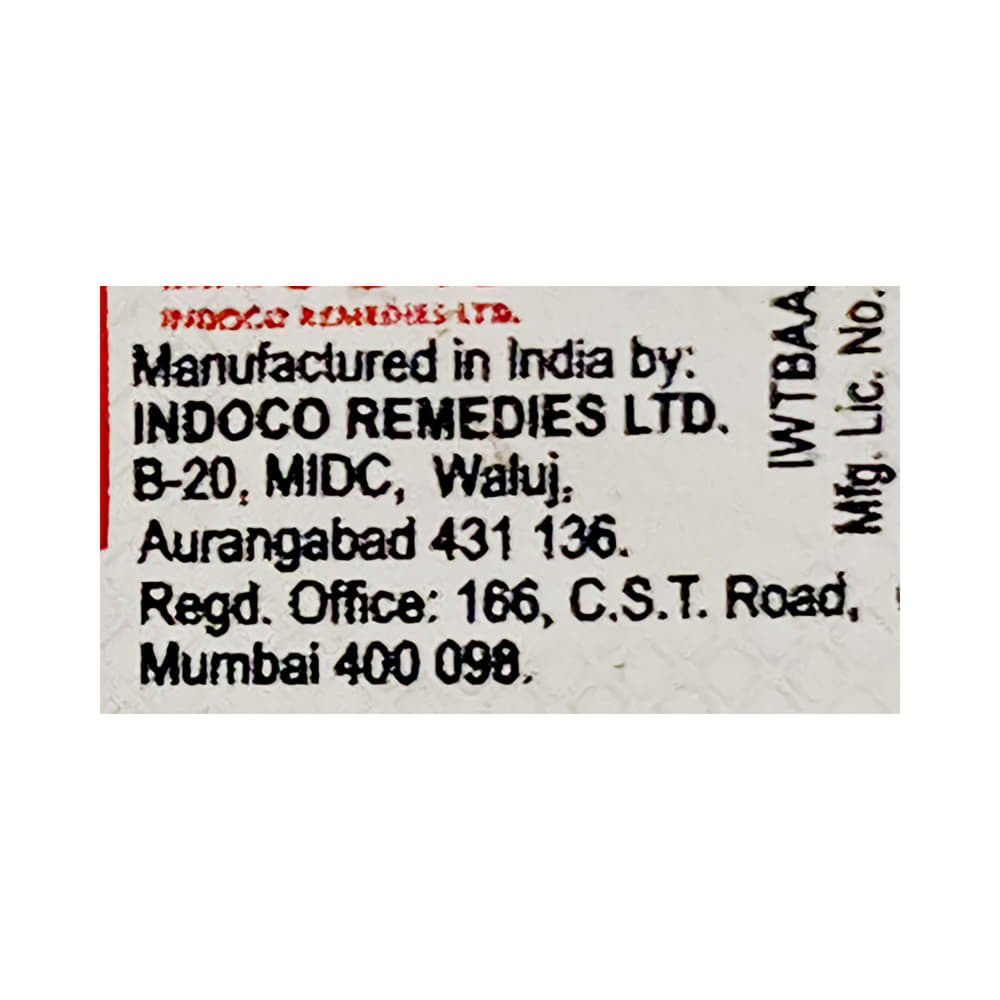 INDOCO REMEDIES LTD.
Manufactured in India by:
INDOCO REMEDIES LTD.
B-20, MIDC, Waluj,
Aurangabad 431 136.
Regd. Office: 166, C.S.T. Road,
Mumbai 400 098.
IWTBAA
Mfg. Lic. No.